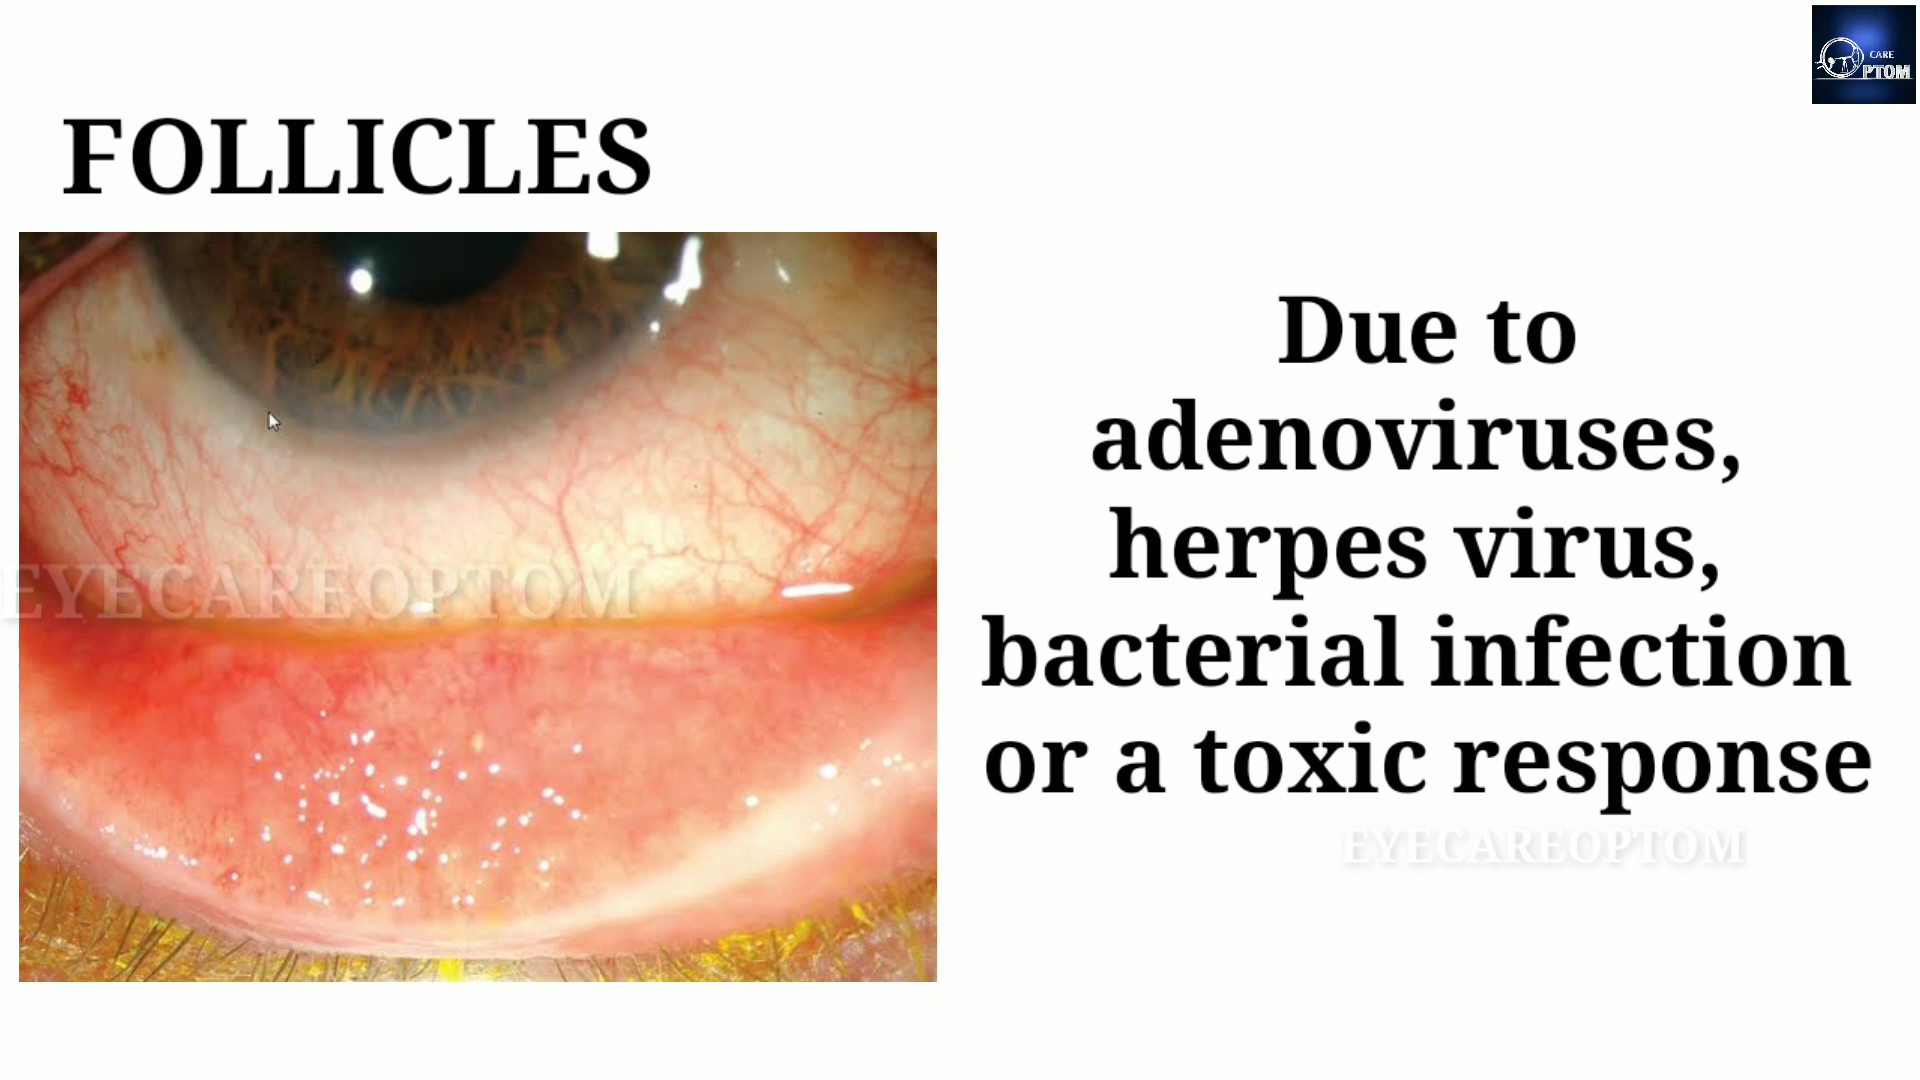 CARE
PTOM
FOLLICLES
Due to
adenoviruses,
herpes virus,
bacterial infection
or a toxic response
EYECAREOPTOM
EYECAREOPTOM